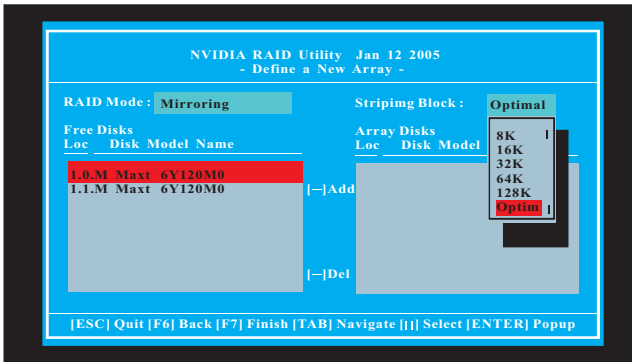 NVIDIA RAID Utility Jan 12 2005
- Define a New Array -
RAID Mode : Mirroring
Stripimg Block : Optimal
Free Disks
Loc Disk Model Name
Array Disks
Loc Disk Model
8K
16K
32K
64K
128K
Optim
1.0.M Maxt 6Y120M0
1.1.M Maxt 6Y120M0
[—]Add
[—]Del
[ESC] Quit [F6] Back [F7] Finish [TAB] Navigate [||] Select [ENTER] Popup